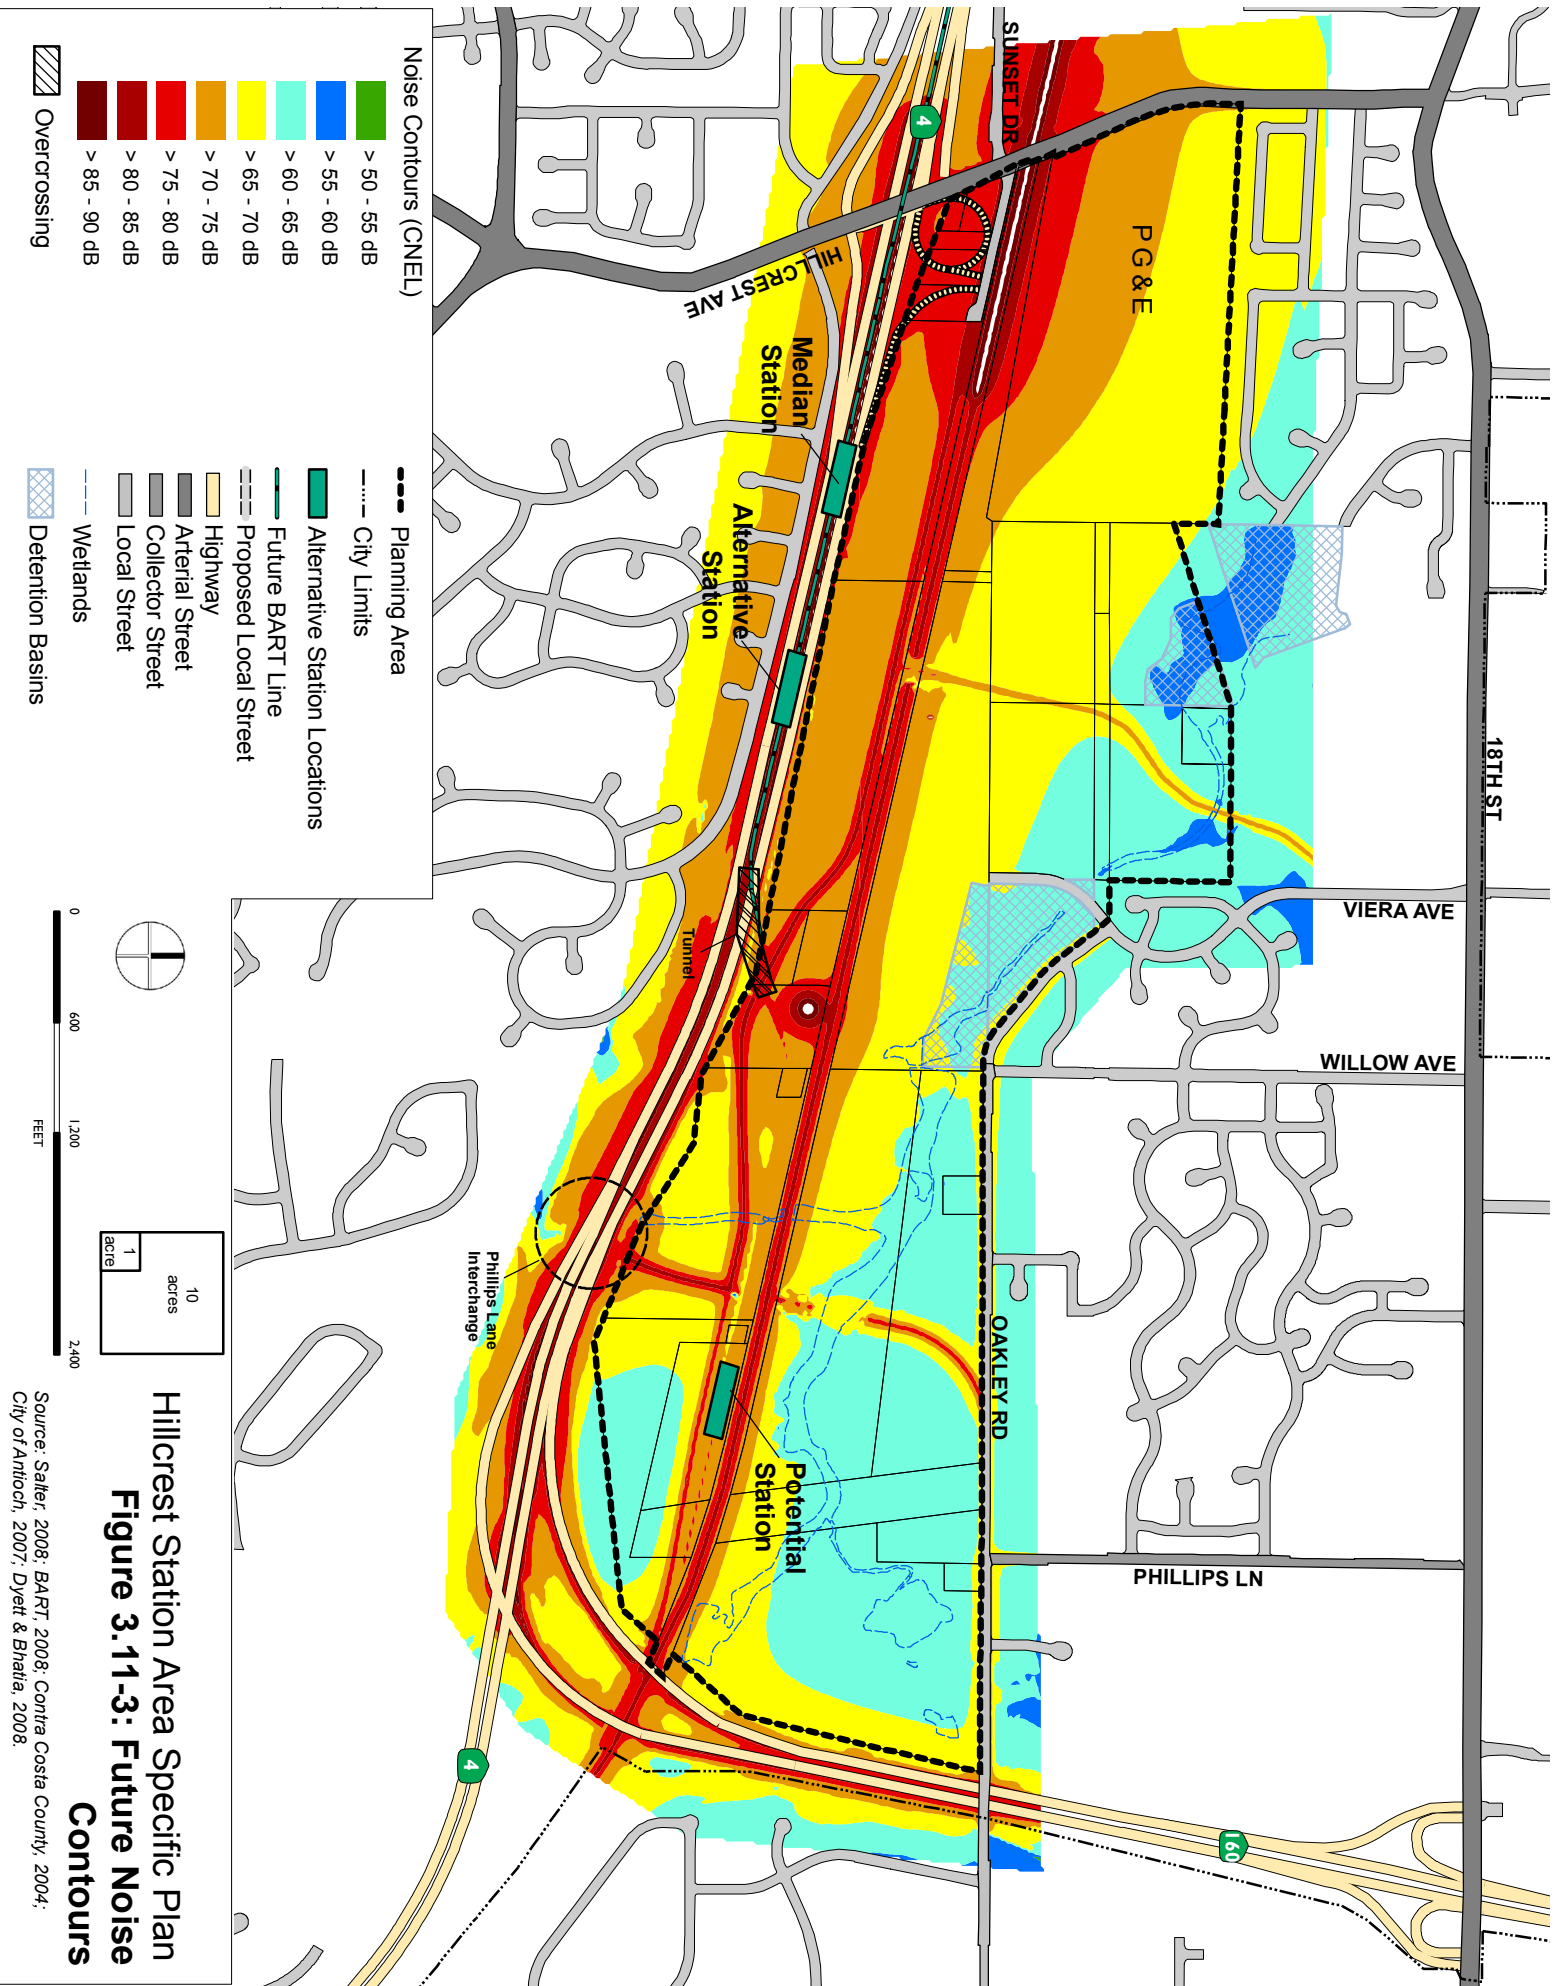 SUNSET DR
4
HILLCREST AVE
PG&E
Median
Station
Alternative
Station
Tunnel
18TH ST
VIERA AVE
WILLOW AVE
OAKLEY RD
PHILLIPS LN
Phillips Lane
Interchange
Potential
Station
4
160
Noise Contours (CNEL)
> 50 - 55 dB
> 55 - 60 dB
> 60 - 65 dB
> 65 - 70 dB
> 70 - 75 dB
> 75 - 80 dB
> 80 - 85 dB
> 85 - 90 dB
Overcrossing
Planning Area
City Limits
Alternative Station Locations
Future BART Line
Proposed Local Street
Highway
Arterial Street
Collector Street
Local Street
Wetlands
Detention Basins
0
600
1,200
2,400
FEET
10
acres
1
acre
Hillcrest Station Area Specific Plan
Figure 3.11-3: Future Noise
Contours
Source: Salter, 2008; BART, 2008; Contra Costa County, 2004;
City of Antioch, 2007; Dyett & Bhatia, 2008.